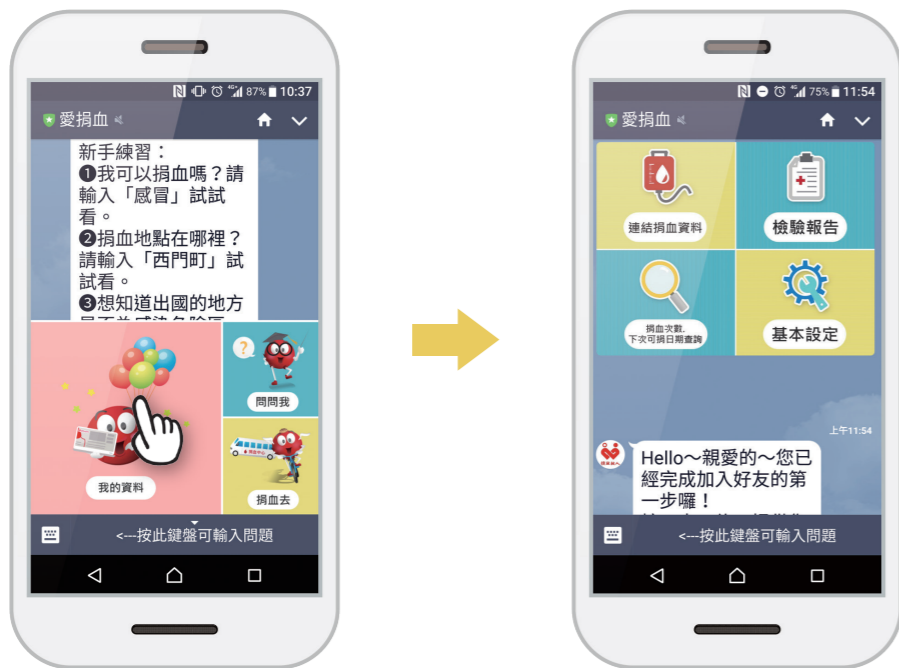 87% 10:37
愛捐血
新手練習：
❶我可以捐血嗎？請
輸入「感冒」試試
看。
❷捐血地點在哪裡？
請輸入「西門町」試
試看。
❸想知道出國的地方
?
問問我
我的資料
捐血去
<---按此鍵盤可輸入問題
75% 11:54
愛捐血
連結捐血資料
檢驗報告
捐血次數.
下次可捐日期查詢
基本設定
上午11:54
Hello～親愛的～您已
經完成加入好友的第
一步囉！
<---按此鍵盤可輸入問題